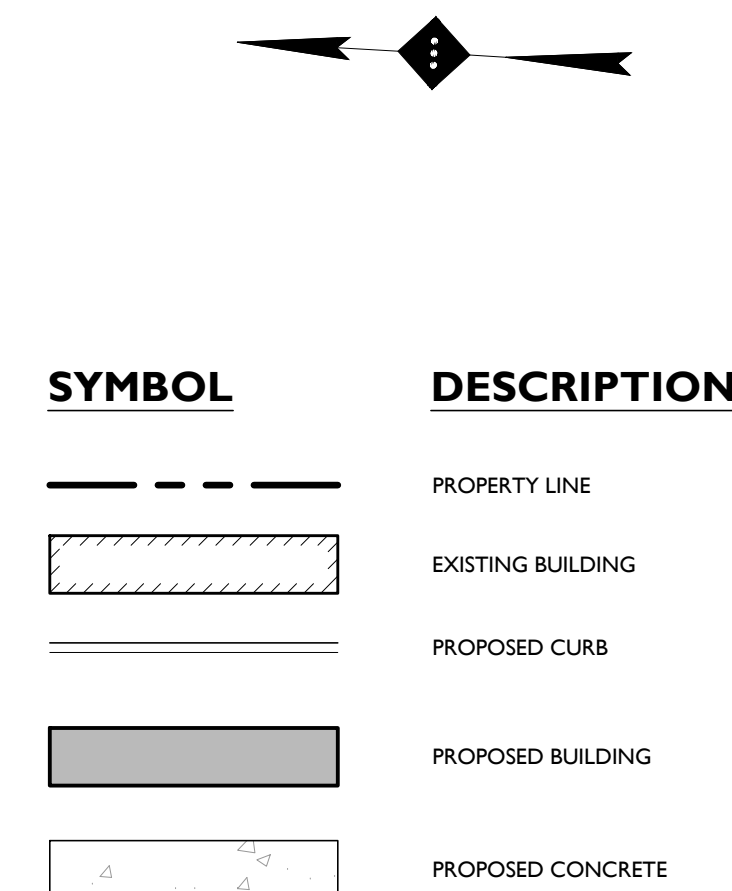 SYMBOL DESCRIPTION
PROPERTY LINE
EXISTING BUILDING
PROPOSED CURB
PROPOSED BUILDING
PROPOSED CONCRETE